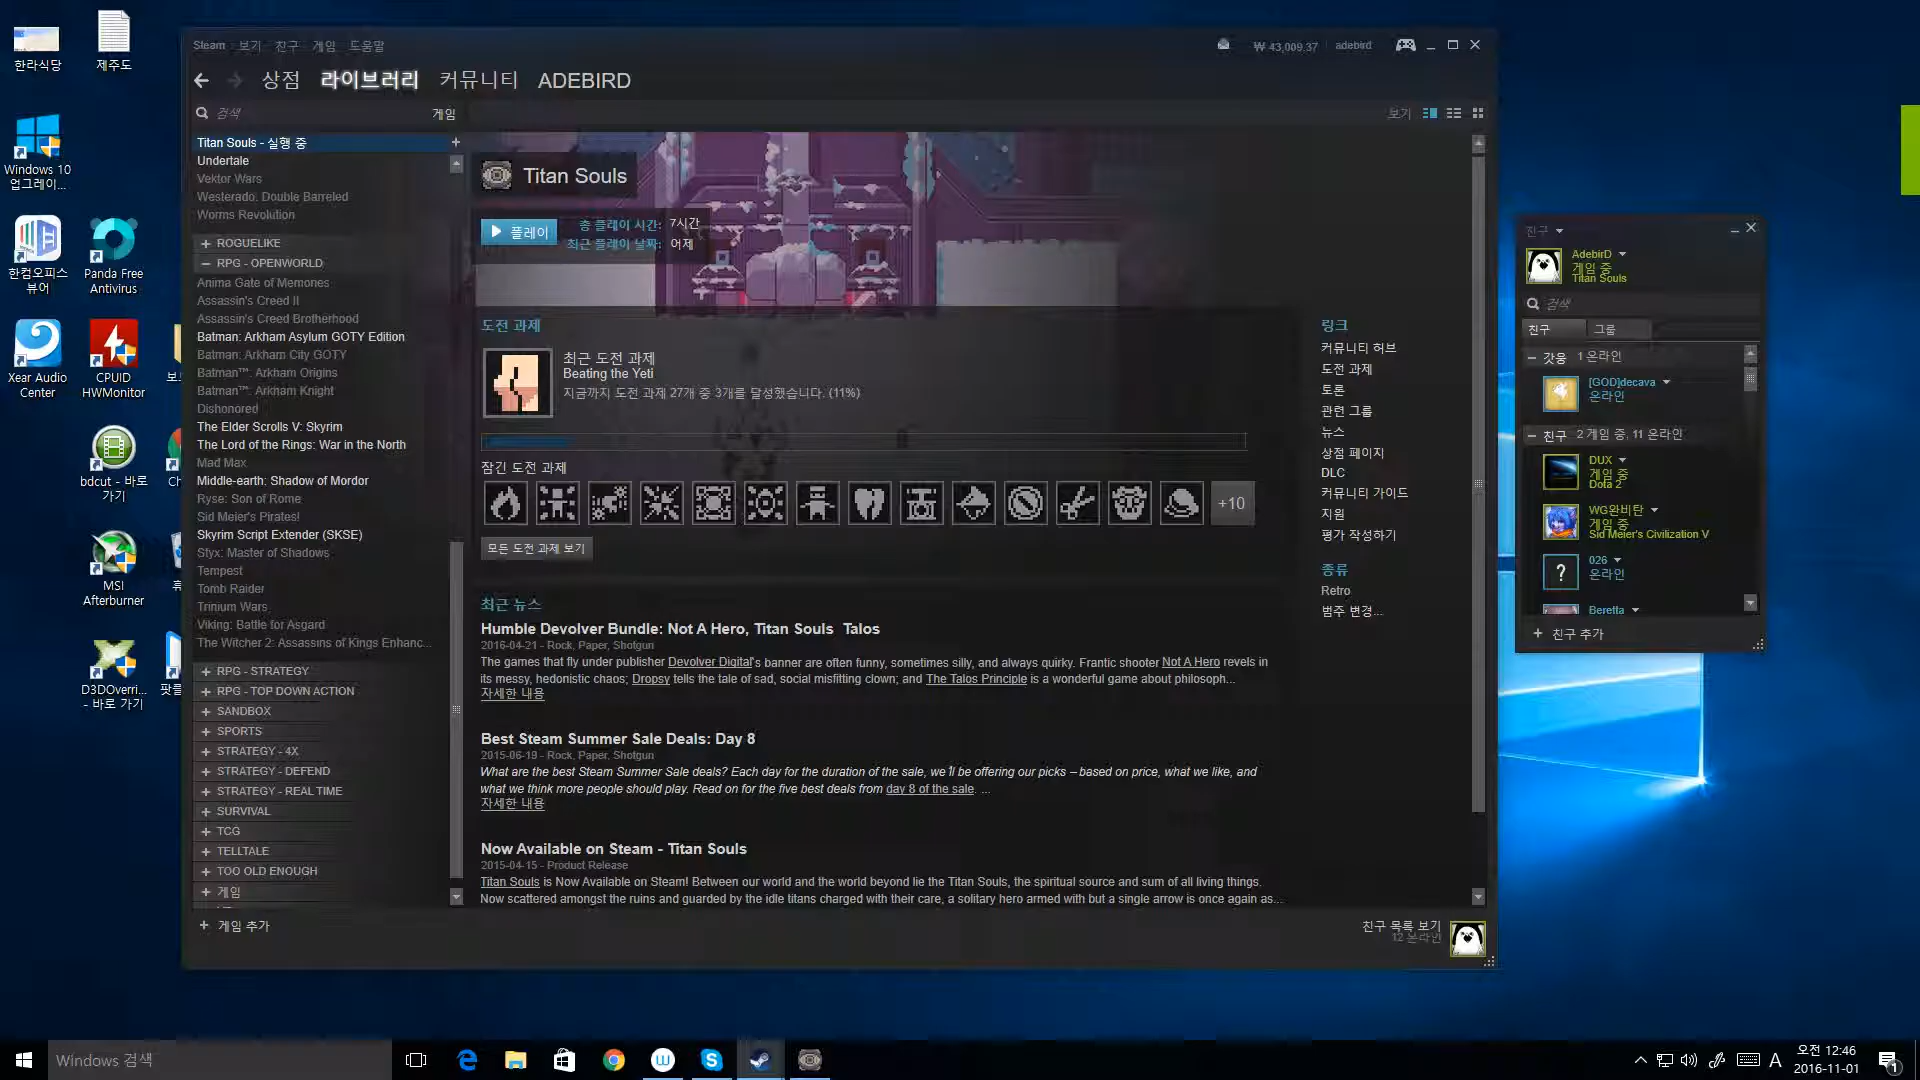 한라식당
제주도
Windows 10
업그레이...
한컴오피스
뷰어
Panda Free
Antivirus
Xear Audio
Center
CPUID
HWMonitor
bdcut - 바로
가기
MSI
Afterburner
D3DOverri...
- 바로 가기
Steam 보기 친구 게임 도움말
₩ 43,009.37 adebird
상점 라이브러리 커뮤니티 ADEBIRD
검색 게임
보기
Titan Souls - 실행 중
Undertale
Vektor Wars
Westerado: Double Barreled
Worms Revolution
+ ROGUELIKE
– RPG - OPENWORLD
Anima Gate of Memories
Assassin's Creed II
Assassin's Creed Brotherhood
Batman: Arkham Asylum GOTY Edition
Batman: Arkham City GOTY
Batman™: Arkham Origins
Batman™: Arkham Knight
Dishonored
The Elder Scrolls V: Skyrim
The Lord of the Rings: War in the North
Mad Max
Middle-earth: Shadow of Mordor
Ryse: Son of Rome
Sid Meier's Pirates!
Skyrim Script Extender (SKSE)
Styx: Master of Shadows
Tempest
Tomb Raider
Trinium Wars
Viking: Battle for Asgard
The Witcher 2: Assassins of Kings Enhanc...
+ RPG - STRATEGY
+ RPG - TOP DOWN ACTION
+ SANDBOX
+ SPORTS
+ STRATEGY - 4X
+ STRATEGY - DEFEND
+ STRATEGY - REAL TIME
+ SURVIVAL
+ TCG
+ TELLTALE
+ TOO OLD ENOUGH
+ 게임
+ 게임 추가
Titan Souls
플레이
총 플레이 시간: 7시간
최근 플레이 날짜: 어제
도전 과제
최근 도전 과제
Beating the Yeti
지금까지 도전 과제 27개 중 3개를 달성했습니다. (11%)
잠긴 도전 과제
+10
모든 도전 과제 보기
최근 뉴스
Humble Devolver Bundle: Not A Hero, Titan Souls Talos
2016-04-21 - Rock, Paper, Shotgun
The games that fly under publisher Devolver Digital's banner are often funny, sometimes silly, and always quirky. Frantic shooter Not A Hero revels in
its messy, hedonistic chaos; Dropsy tells the tale of sad, social misfitting clown; and The Talos Principle is a wonderful game about philosoph...
자세한 내용
Best Steam Summer Sale Deals: Day 8
2015-06-19 - Rock, Paper, Shotgun
What are the best Steam Summer Sale deals? Each day for the duration of the sale, we'll be offering our picks – based on price, what we like, and
what we think more people should play. Read on for the five best deals from day 8 of the sale. ...
자세한 내용
Now Available on Steam - Titan Souls
2015-04-15 - Product Release
Titan Souls is Now Available on Steam! Between our world and the world beyond lie the Titan Souls, the spiritual source and sum of all living things.
Now scattered amongst the ruins and guarded by the idle titans charged with their care, a solitary hero armed with but a single arrow is once again as...
링크
커뮤니티 허브
도전 과제
토론
관련 그룹
뉴스
상점 페이지
DLC
커뮤니티 가이드
지원
평가 작성하기
종류
Retro
범주 변경...
친구 목록 보기
12 온라인
친구
AdebirD
게임 중
Titan Souls
검색
친구 그룹
– 갓웅 1 온라인
[GOD]decava
온라인
– 친구 2 게임 중, 11 온라인
DUX
게임 중
Dota 2
WG완비탄
게임 중
Sid Meier's Civilization V
026
온라인
Beretta
+ 친구 추가
Windows 검색
A
오전 12:46
2016-11-01
1